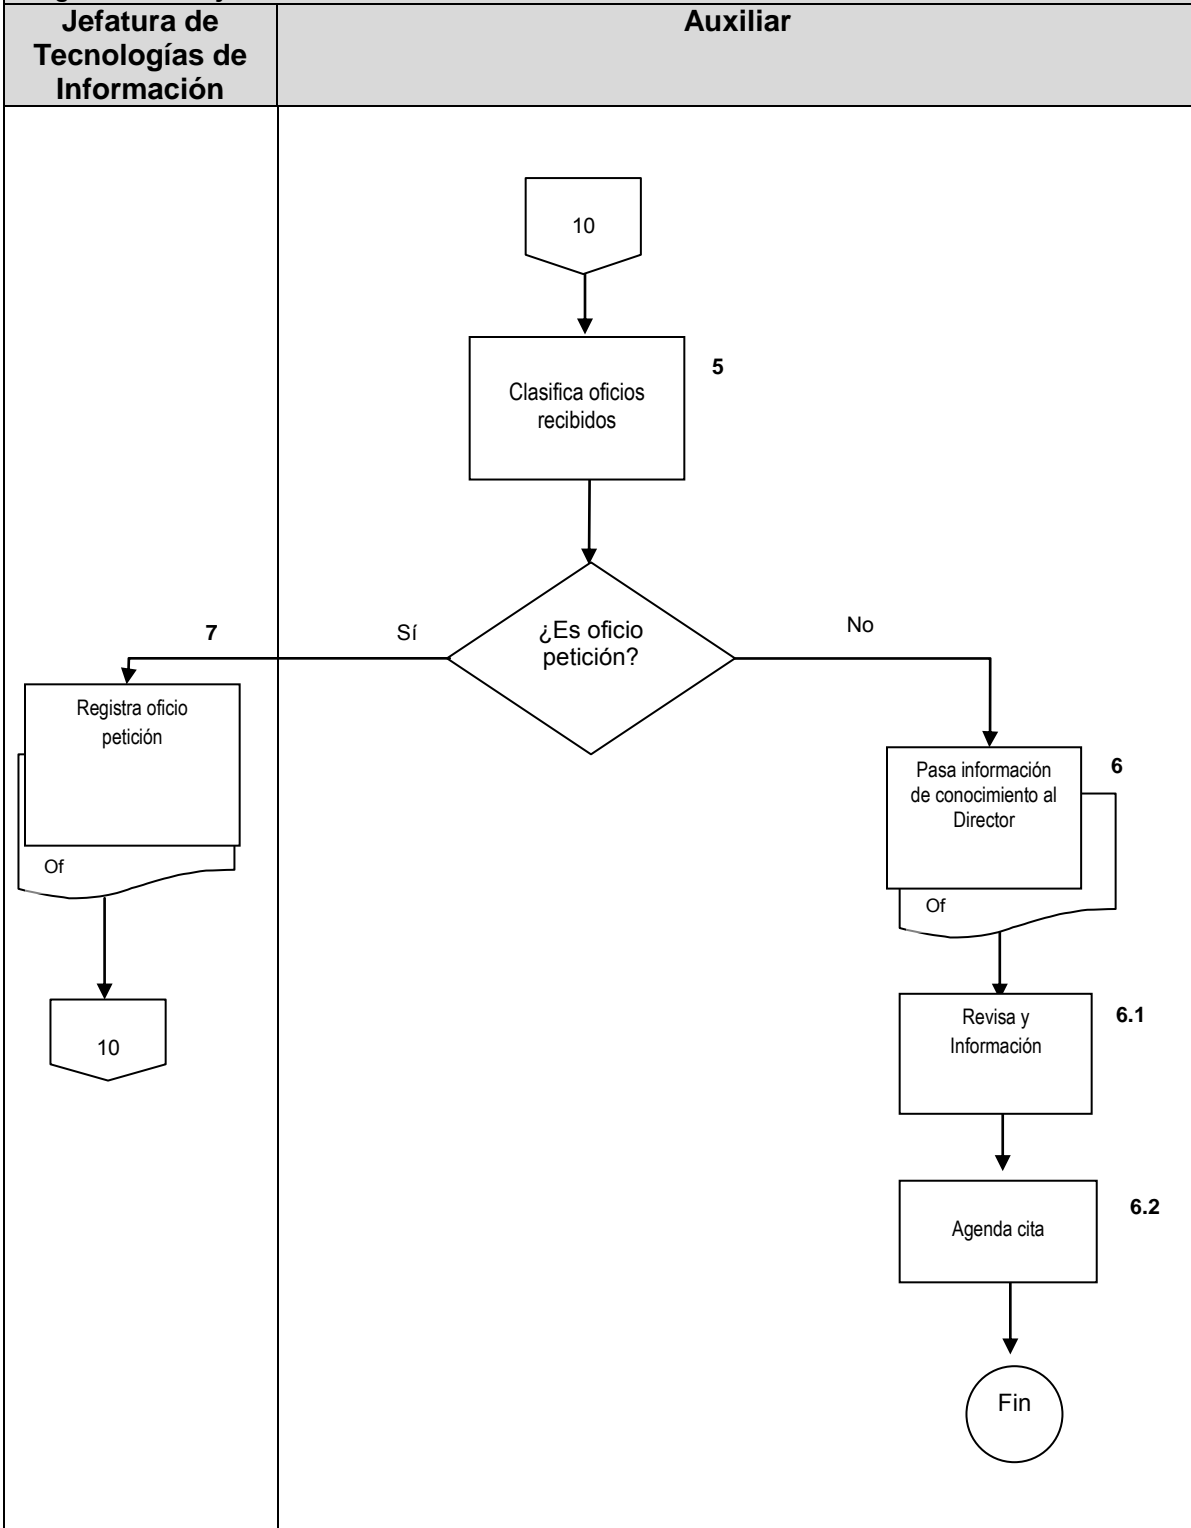 Jefatura de
Tecnologías de
Información
Auxiliar
10
Clasifica oficios
recibidos
5
¿Es oficio
petición?
Sí
No
7
Registra oficio
petición
Of
10
Pasa información
de conocimiento al
Director
6
Of
Revisa y
Información
6.1
Agenda cita
6.2
Fin